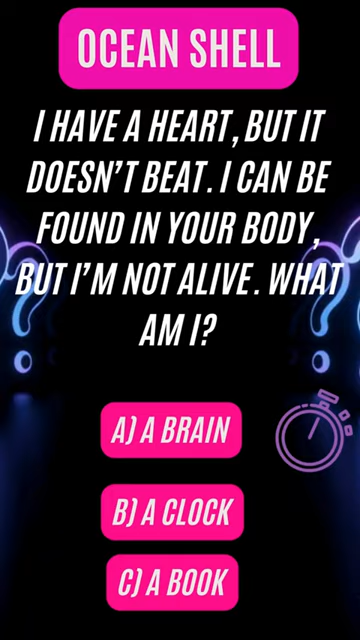 OCEAN SHELL
I HAVE A HEART, BUT IT
DOESN'T BEAT. I CAN BE
FOUND IN YOUR BODY,
BUT I'M NOT ALIVE. WHAT
AM I?
A) A BRAIN
B) A CLOCK
C) A BOOK